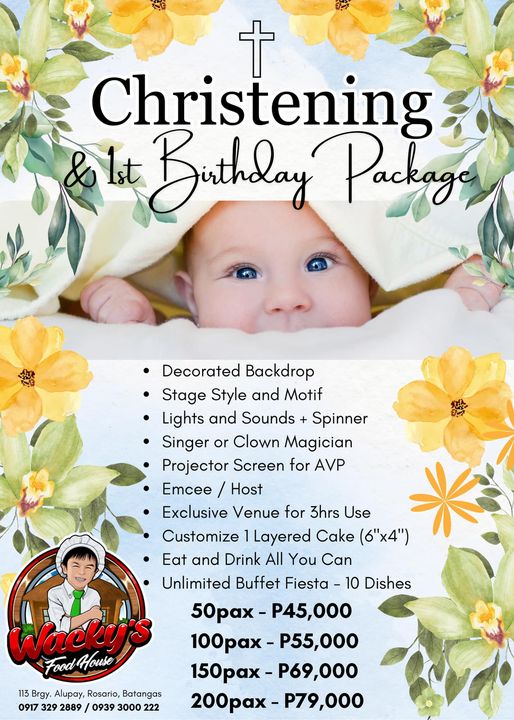 Christening
& 1st Birthday Package
• Decorated Backdrop
• Stage Style and Motif
• Lights and Sounds + Spinner
• Singer or Clown Magician
• Projector Screen for AVP
• Emcee / Host
• Exclusive Venue for 3hrs Use
• Customize 1 Layered Cake (6"x4")
• Eat and Drink All You Can
• Unlimited Buffet Fiesta - 10 Dishes
50pax - P45,000
100pax - P55,000
150pax - P69,000
200pax - P79,000
Wacky's
Food House
113 Brgy. Alupay, Rosario, Batangas
0917 329 2889 / 0939 3000 222